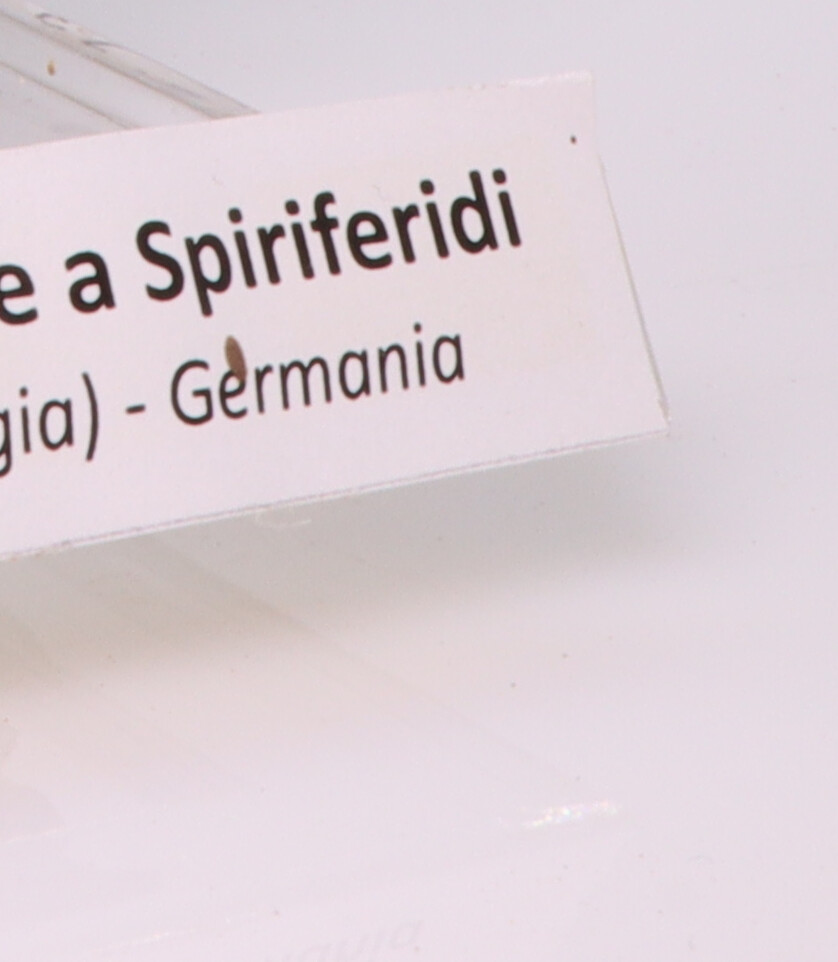 e a Spiriferidi
gia) - Germania